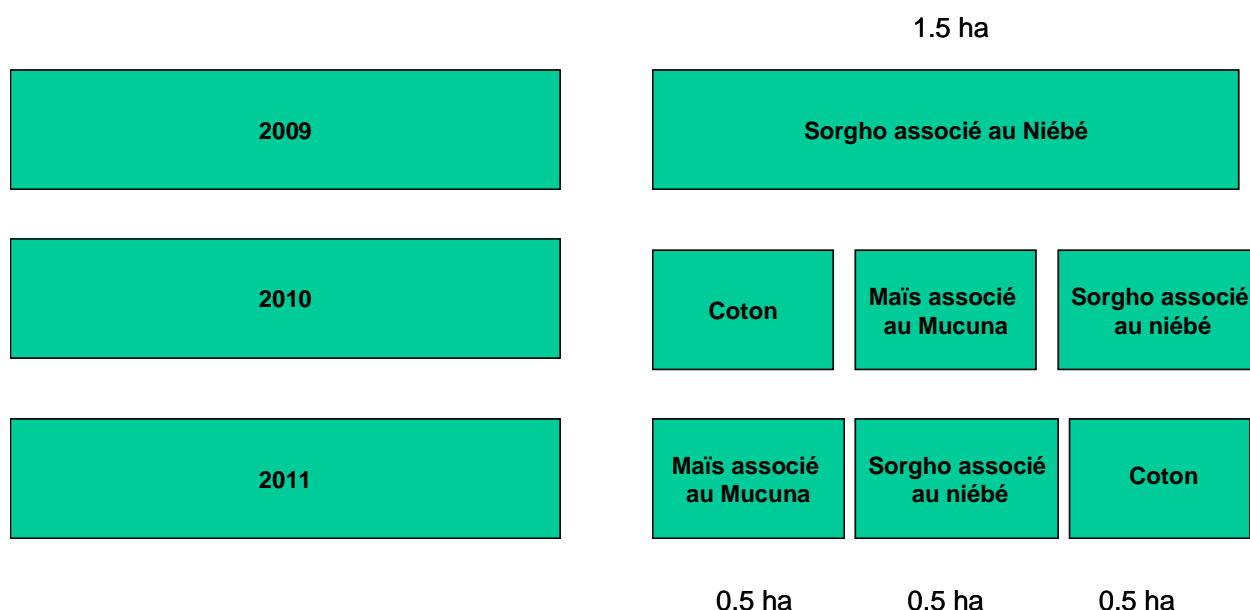 1.5 ha
2009
Sorgho associé au Niébé
2010
Coton
Maïs associé
au Mucuna
Sorgho associé
au niébé
2011
Maïs associé
au Mucuna
Sorgho associé
au niébé
Coton
0.5 ha
0.5 ha
0.5 ha